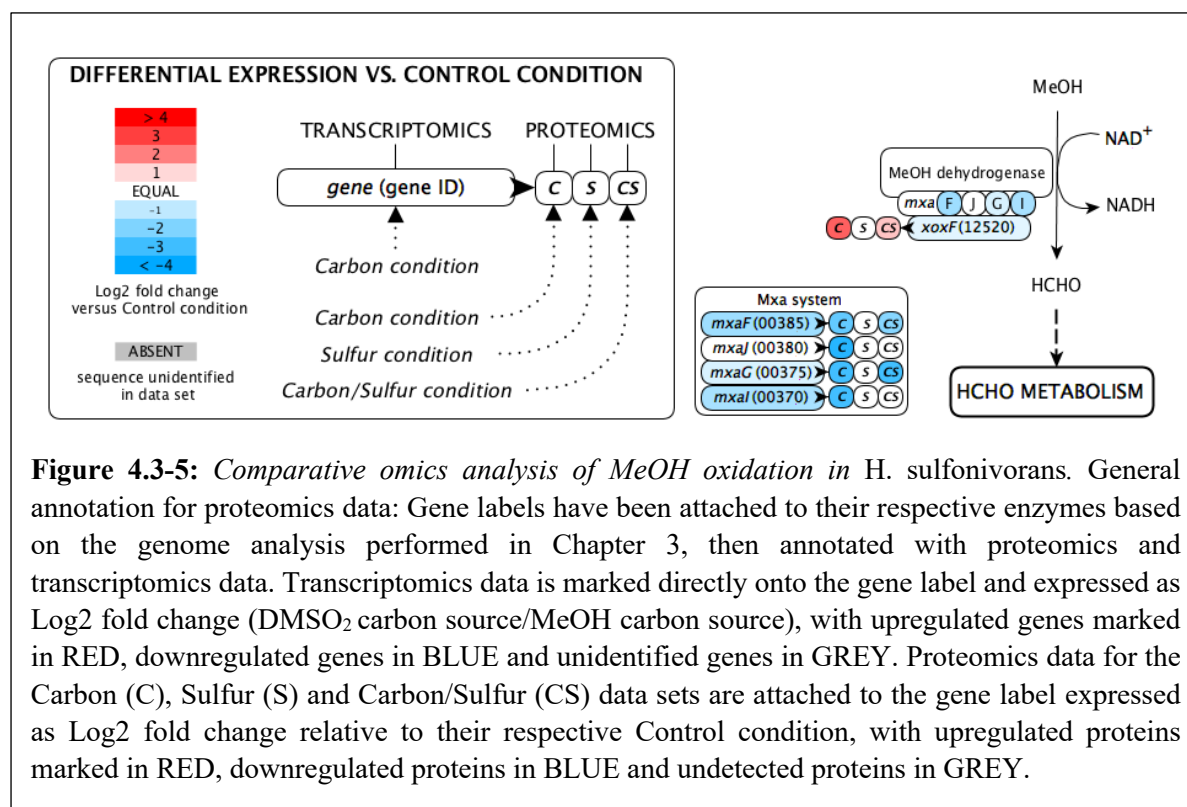 DIFFERENTIAL EXPRESSION VS. CONTROL CONDITION
> 4
3
2
1
EQUAL
-1
-2
-3
< -4
Log2 fold change
versus Control condition
ABSENT
sequence unidentified
in data set
TRANSCRIPTOMICS PROTEOMICS
gene (gene ID) C S CS
Carbon condition
Carbon condition
Sulfur condition
Carbon/Sulfur condition
MeOH
NAD+
MeOH dehydrogenase
mxa F J G I
NADH
C S CS xoxF(12520)
HCHO
Mxa system
mxaF(00385) C S CS
mxaJ(00380) C S CS
mxaG(00375) C S CS
mxaI(00370) C S CS
HCHO METABOLISM
Figure 4.3-5: Comparative omics analysis of MeOH oxidation in H. sulfonivorans. General
annotation for proteomics data: Gene labels have been attached to their respective enzymes based
on the genome analysis performed in Chapter 3, then annotated with proteomics and
transcriptomics data. Transcriptomics data is marked directly onto the gene label and expressed as
Log2 fold change (DMSO₂ carbon source/MeOH carbon source), with upregulated genes marked
in RED, downregulated genes in BLUE and unidentified genes in GREY. Proteomics data for the
Carbon (C), Sulfur (S) and Carbon/Sulfur (CS) data sets are attached to the gene label expressed
as Log2 fold change relative to their respective Control condition, with upregulated proteins
marked in RED, downregulated proteins in BLUE and undetected proteins in GREY.